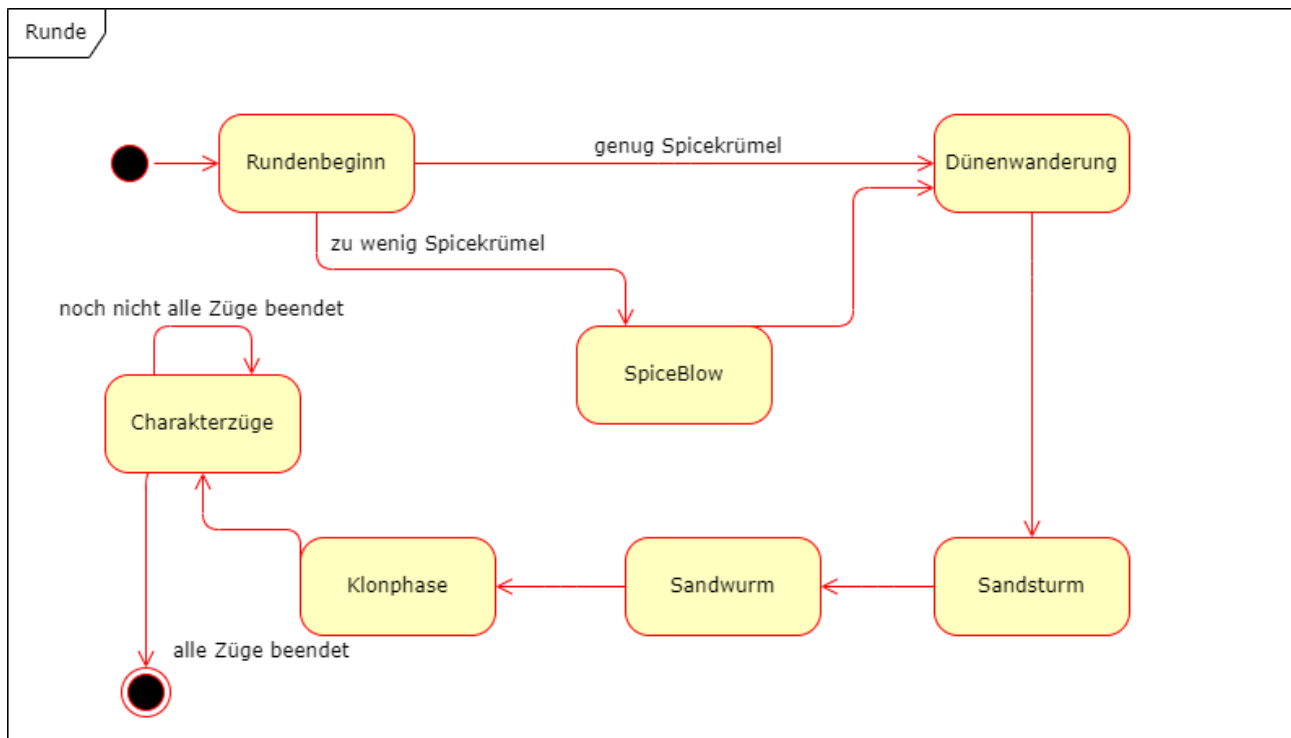 Runde
Rundenbeginn
genug Spicekrümel
Dünenwanderung
zu wenig Spicekrümel
noch nicht alle Züge beendet
SpiceBlow
Charakterzüge
Klonphase
Sandwurm
Sandsturm
alle Züge beendet